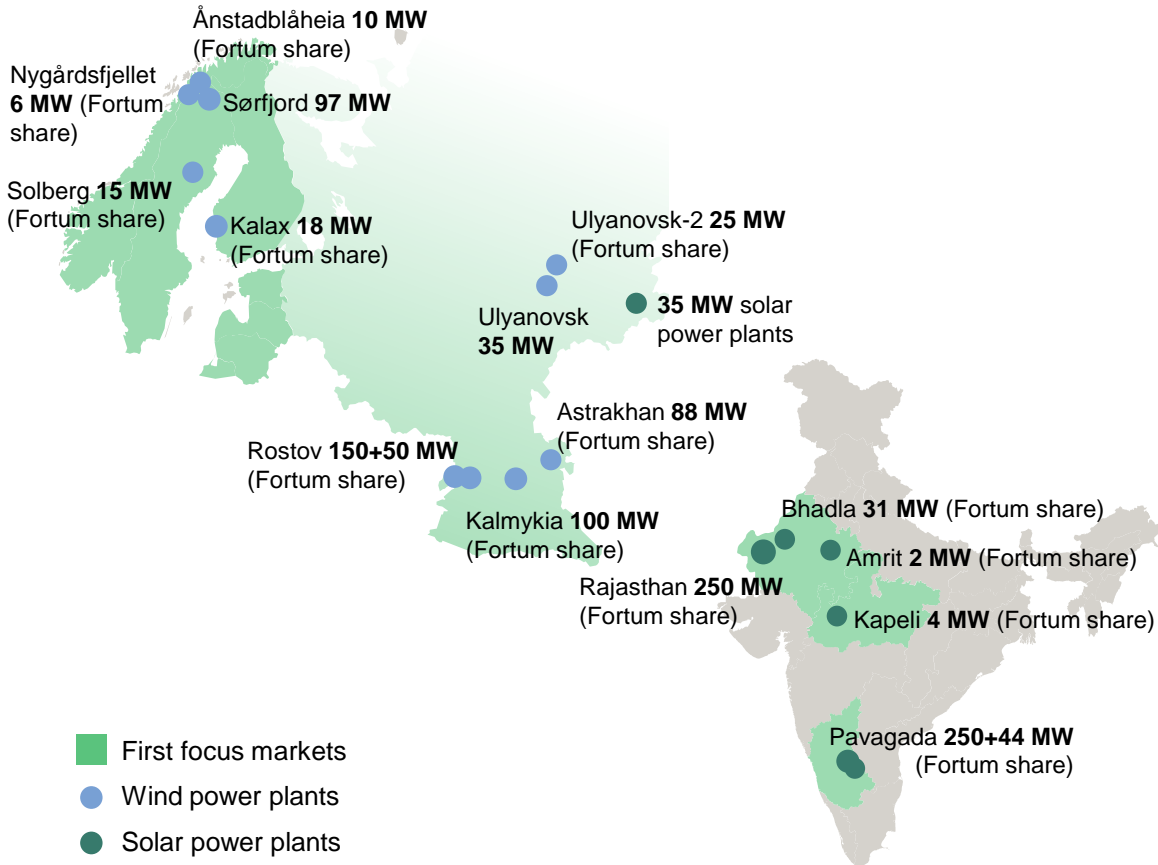 Ånstadblåheia 10 MW
(Fortum share)
Nygårdsfjellet
6 MW (Fortum
share)
Sørfjord 97 MW
Solberg 15 MW
(Fortum share)
Kalax 18 MW
(Fortum share)
Ulyanovsk-2 25 MW
(Fortum share)
Ulyanovsk
35 MW
35 MW solar
power plants
Astrakhan 88 MW
(Fortum share)
Rostov 150+50 MW
(Fortum share)
Kalmykia 100 MW
(Fortum share)
Bhadla 31 MW (Fortum share)
Amrit 2 MW (Fortum share)
Rajasthan 250 MW
(Fortum share)
Kapeli 4 MW (Fortum share)
Pavagada 250+44 MW
(Fortum share)
First focus markets
Wind power plants
Solar power plants